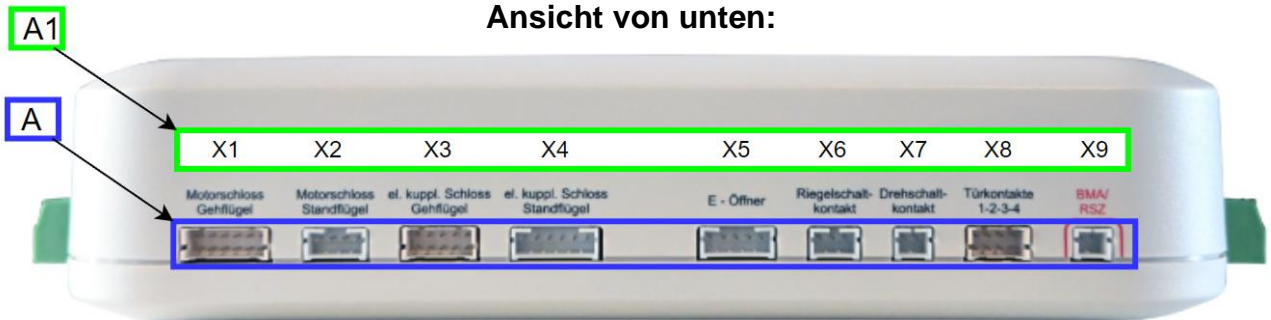 Ansicht von unten:
A1
A
X1 X2 X3 X4 X5 X6 X7 X8 X9
Motorschloss Motorschloss el. kuppl. Schloss el. kuppl. Schloss E - Öffner Riegelschalt- Drehschalt- Türkontakte BMA/
Gehflügel Standflügel Gehflügel Standflügel kontakt kontakt 1-2-3-4 RSZ